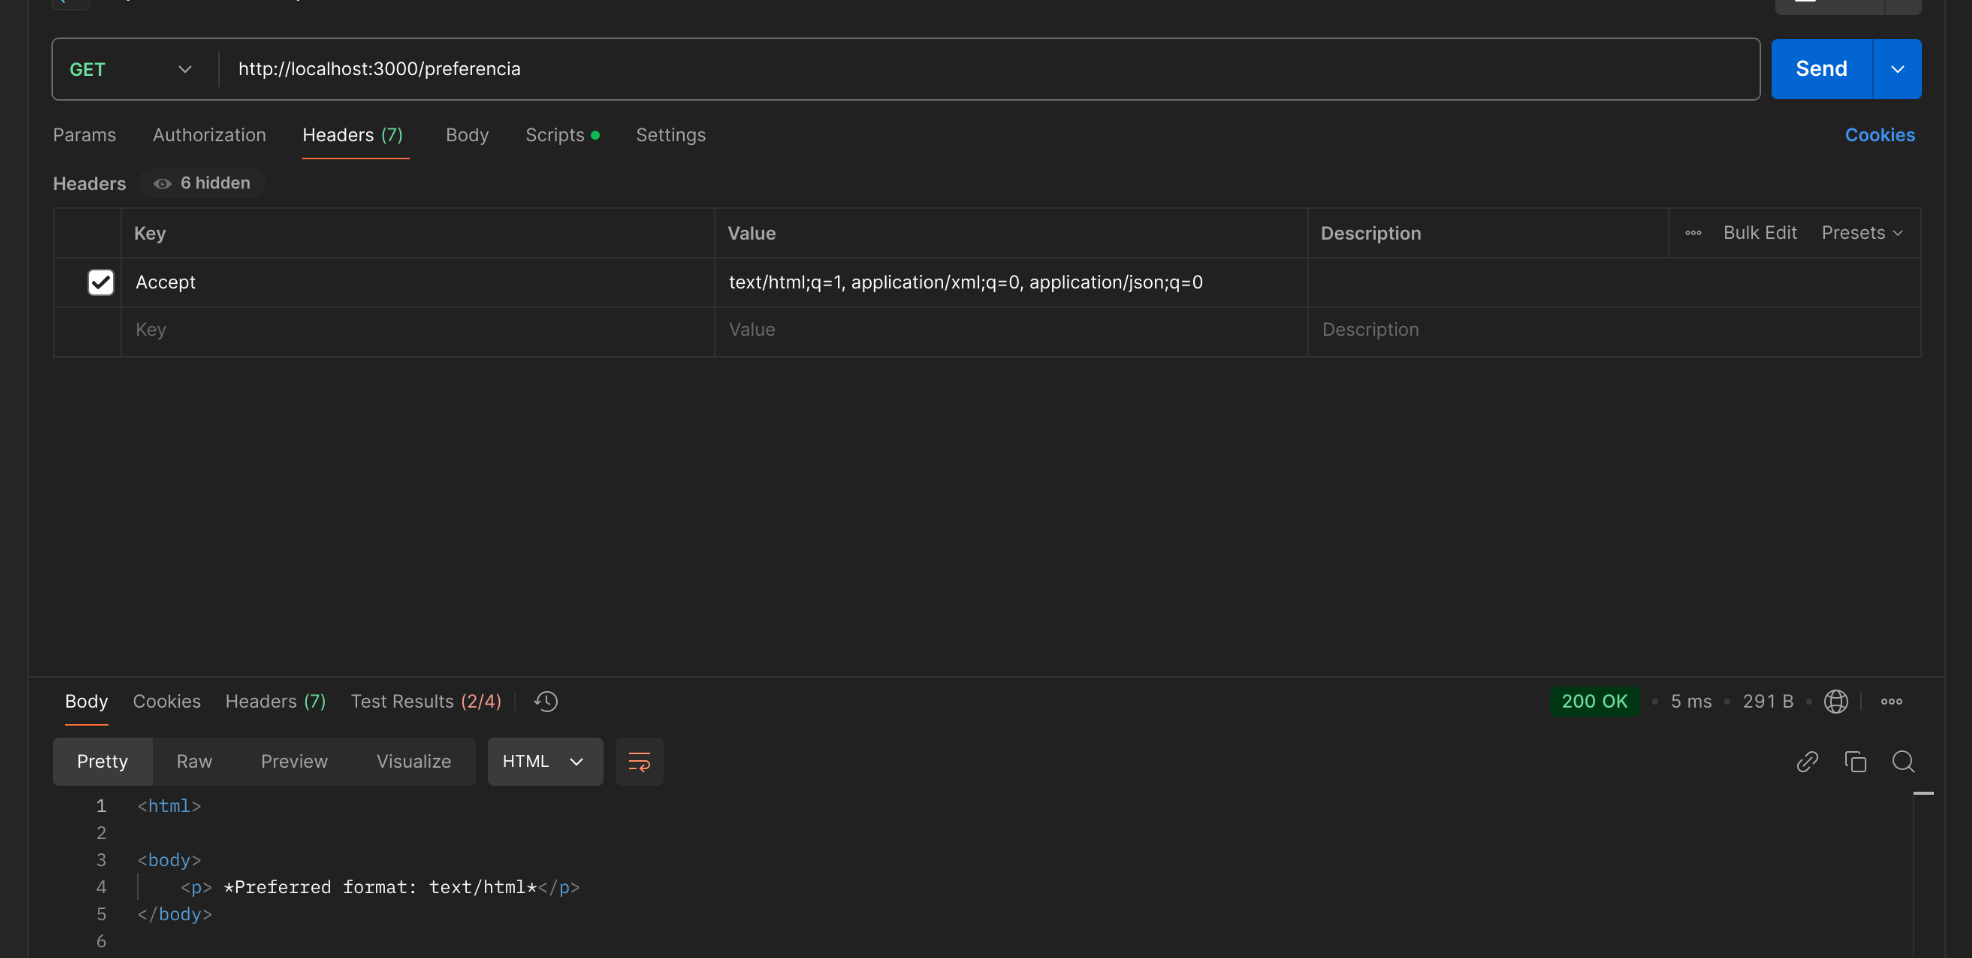 GET http://localhost:3000/preferencia Send
Params Authorization Headers (7) Body Scripts Settings Cookies
Headers 6 hidden
Key Value Description Bulk Edit Presets
Accept text/html;q=1, application/xml;q=0, application/json;q=0
Key Value Description
Body Cookies Headers (7) Test Results (2/4) 200 OK • 5 ms • 291 B
Pretty Raw Preview Visualize HTML
1 <html>
2
3 <body>
4 <p> *Preferred format: text/html*</p>
5 </body>
6